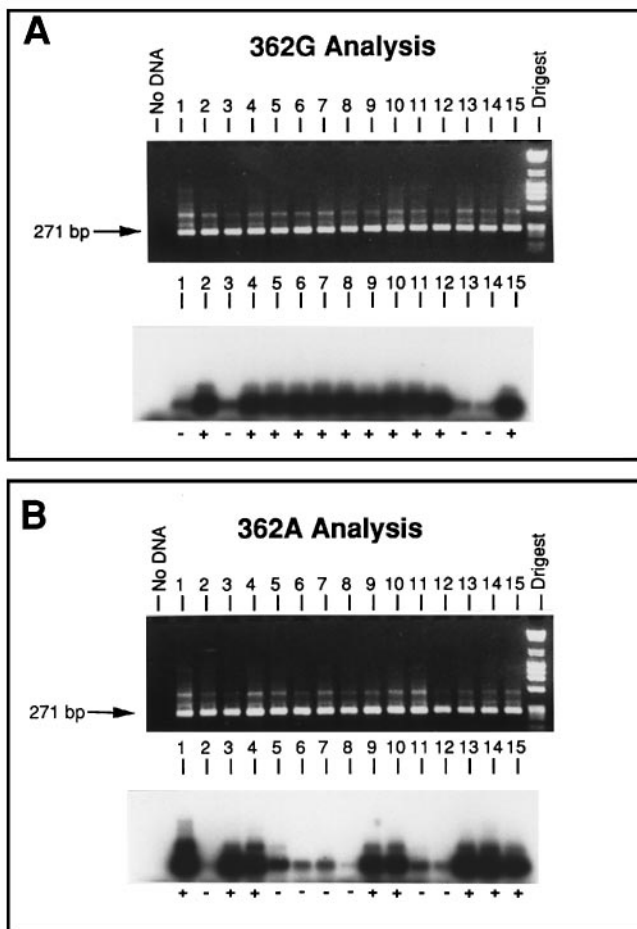 A
362G Analysis
No DNA 1 2 3 4 5 6 7 8 9 10 11 12 13 14 15 Drigest
271 bp
1 2 3 4 5 6 7 8 9 10 11 12 13 14 15
- + - + + + + + + + + + - - +
B
362A Analysis
No DNA 1 2 3 4 5 6 7 8 9 10 11 12 13 14 15 Drigest
271 bp
1 2 3 4 5 6 7 8 9 10 11 12 13 14 15
+ - + + - - - - + + - - + + +